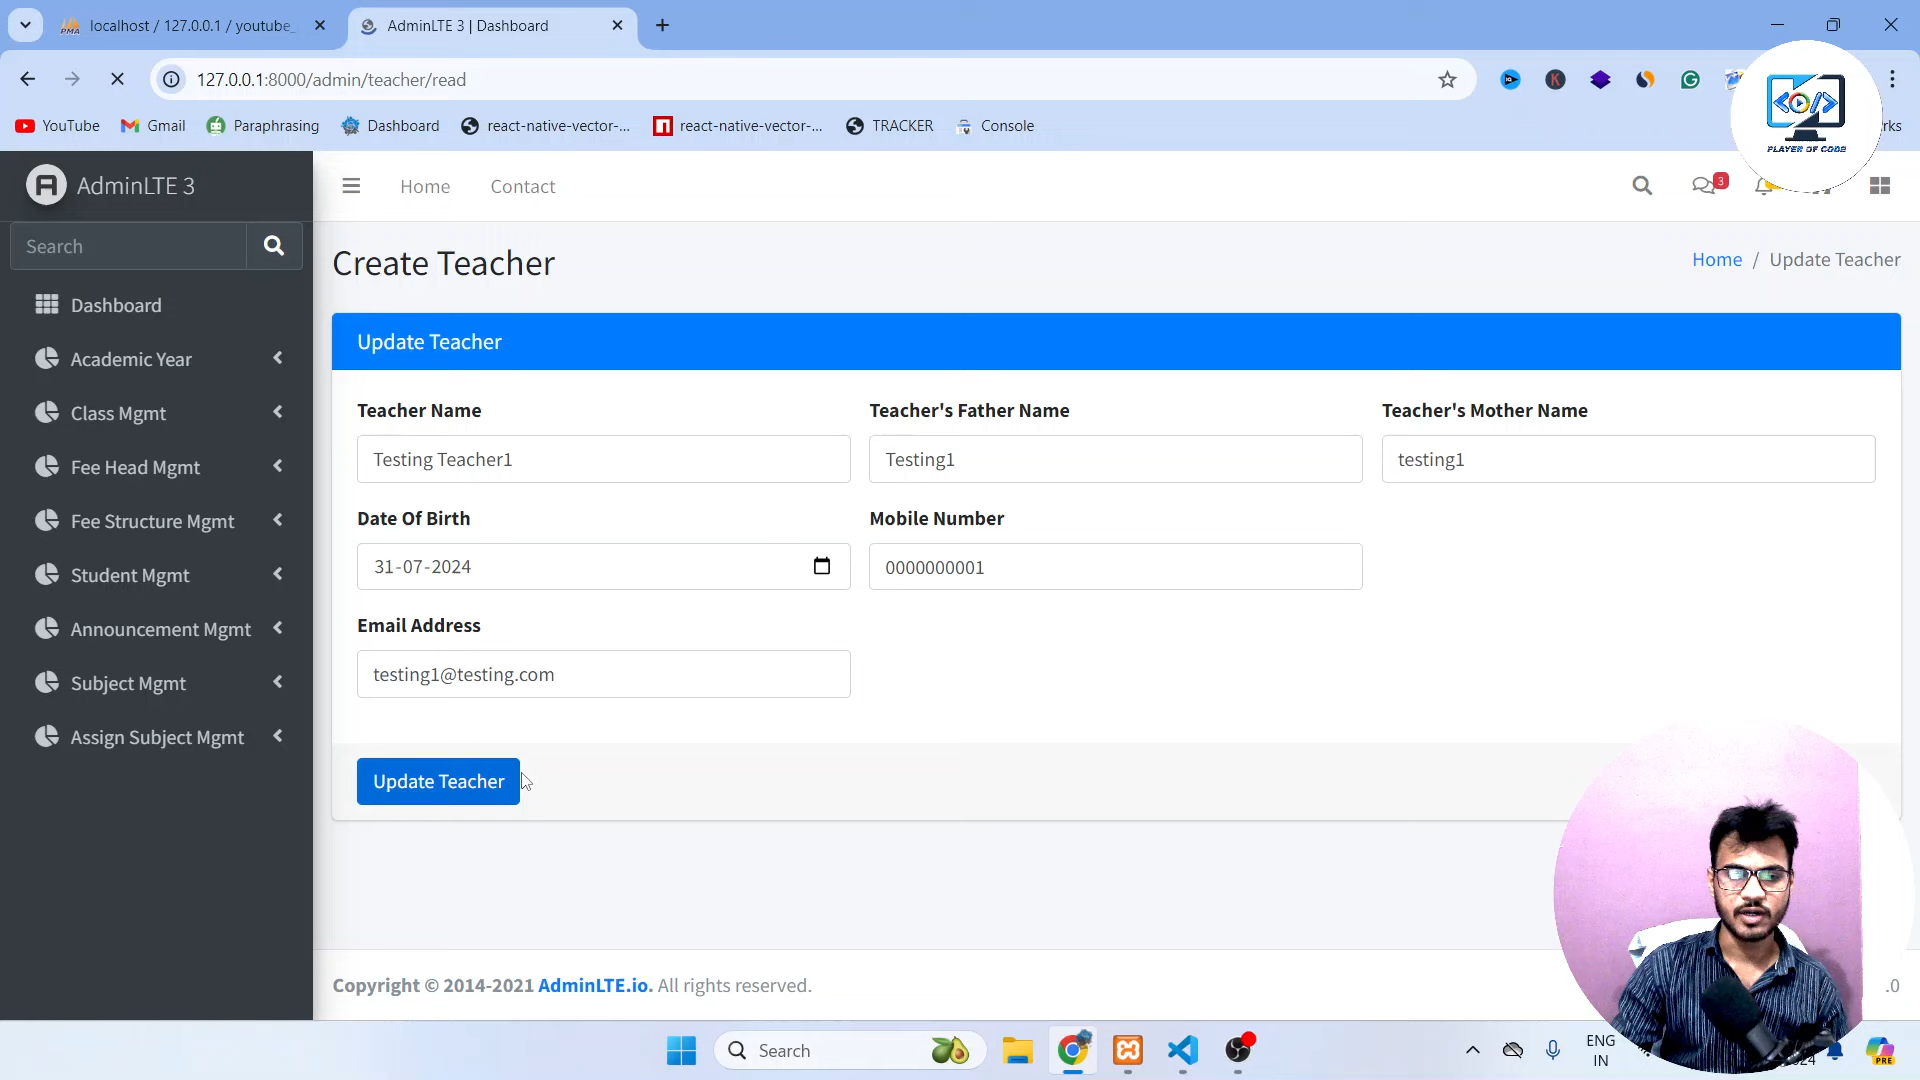 localhost / 127.0.0.1 / youtube_
AdminLTE 3 | Dashboard
127.0.0.1:8000/admin/teacher/read
YouTube
Gmail
Paraphrasing
Dashboard
react-native-vector-...
react-native-vector-...
TRACKER
Console
rks
PLAYER OF CODE
AdminLTE 3
Home
Contact
3
Search
Create Teacher
Home / Update Teacher
Dashboard
Academic Year
Class Mgmt
Fee Head Mgmt
Fee Structure Mgmt
Student Mgmt
Announcement Mgmt
Subject Mgmt
Assign Subject Mgmt
Update Teacher
Teacher Name
Teacher's Father Name
Teacher's Mother Name
Testing Teacher1
Testing1
testing1
Date Of Birth
Mobile Number
31-07-2024
0000000001
Email Address
testing1@testing.com
Update Teacher
Copyright © 2014-2021 AdminLTE.io. All rights reserved.
.0
Search
ENG
IN
PRE